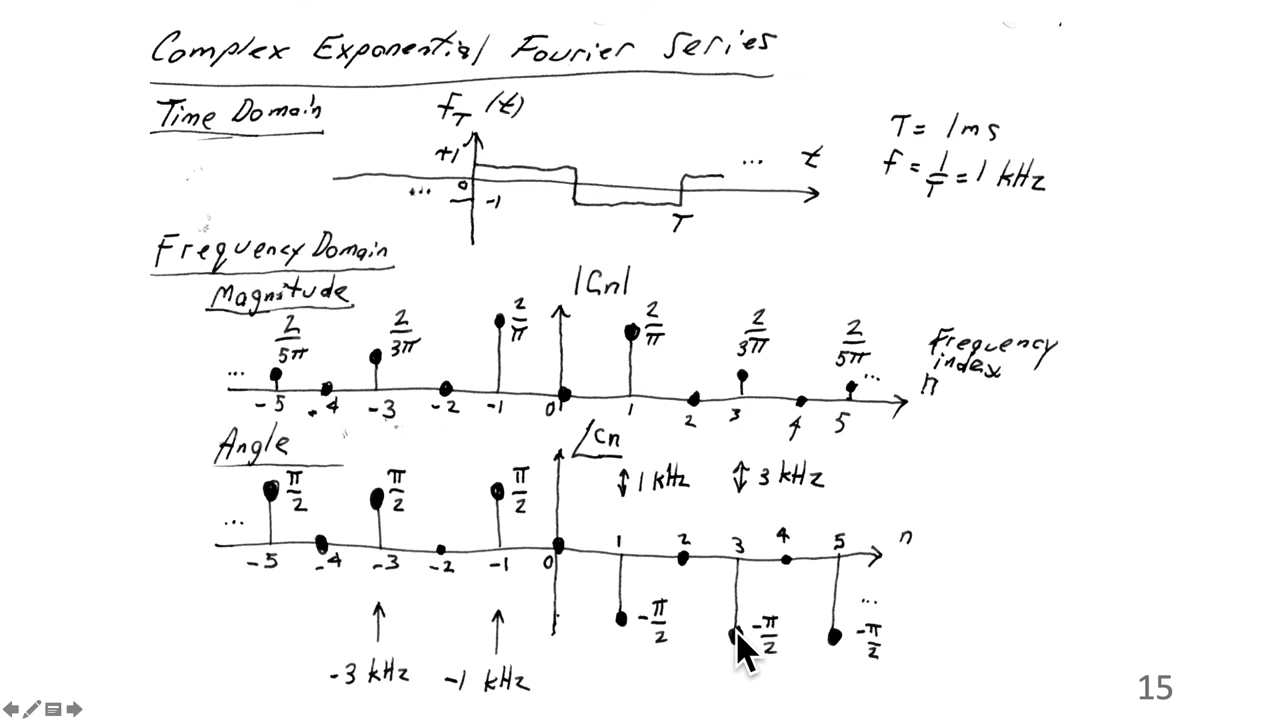 Complex Exponential Fourier Series
Time Domain
f_T (t)
T = 1ms
f = 1/T = 1 kHz
+1
0
-1
...
...
t
T
Frequency Domain
Magnitude
|Cn|
2/5π
2/3π
2/π
2/π
2/3π
2/5π
...
...
Frequency
index
n
-5 -4 -3 -2 -1 0 1 2 3 4 5
Angle
∠Cn
π/2
π/2
π/2
1 kHz
3 kHz
...
1 2 3 4 5
n
-5 -4 -3 -2 -1 0
-π/2
-π/2
-π/2
...
-3 kHz
-1 kHz
15